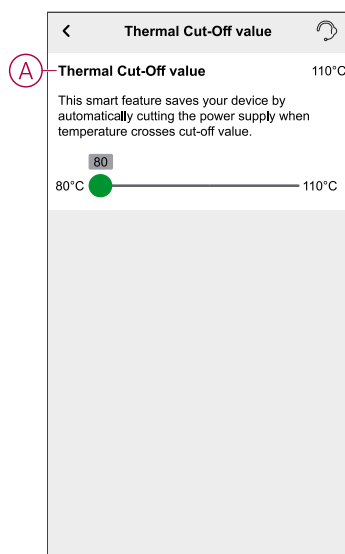 Thermal Cut-Off value
A
Thermal Cut-Off value 110°C
This smart feature saves your device by
automatically cutting the power supply when
temperature crosses cut-off value.
80
80°C 110°C